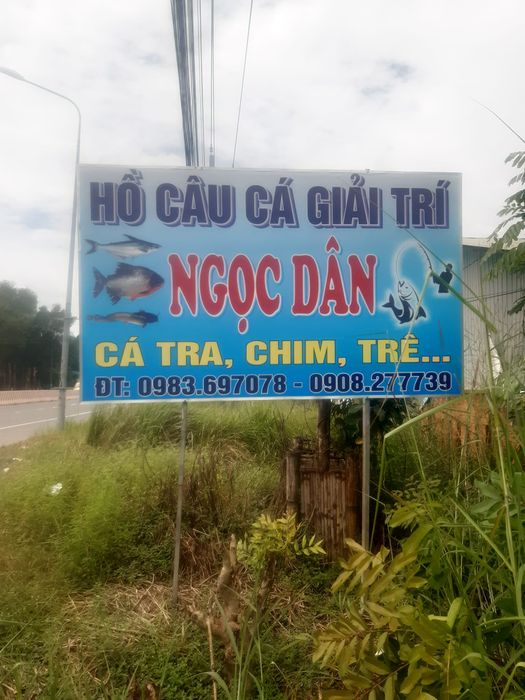 HỒ CÂU CÁ GIẢI TRÍ
NGỌC DÂN
CÁ TRA, CHIM, TRÊ...
ĐT: 0983.697078 - 0908.277739